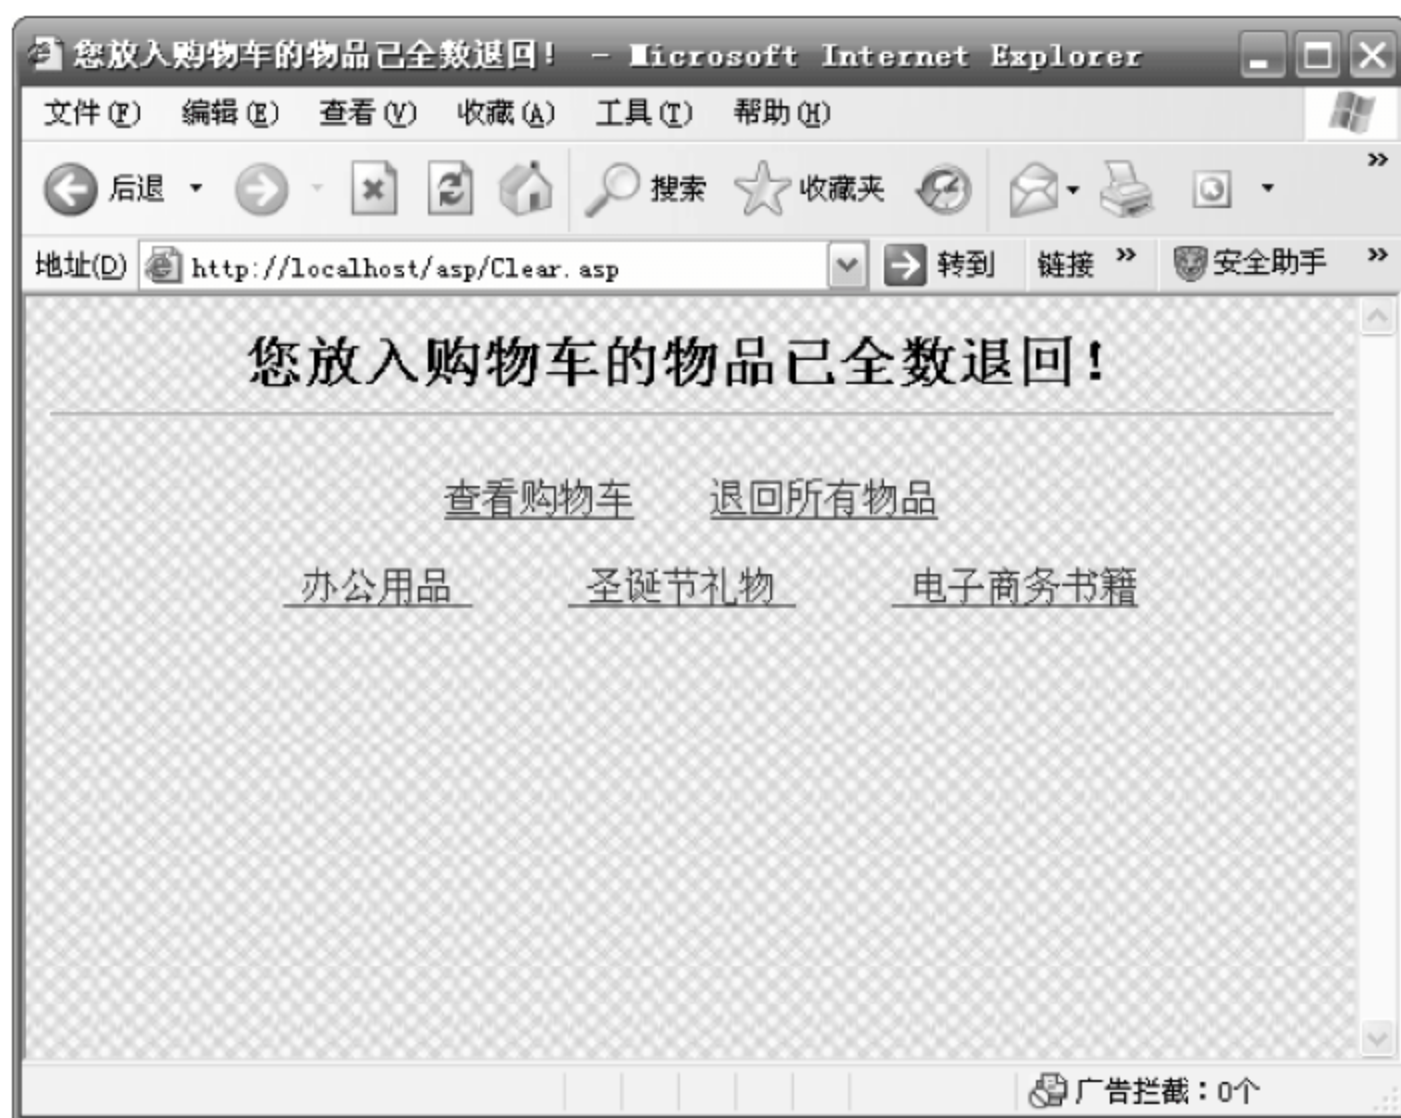 您放入购物车的物品已全数退回! - Microsoft Internet Explorer
文件(F) 编辑(E) 查看(V) 收藏(A) 工具(T) 帮助(H)
后退 搜索 收藏夹 »
地址(D) http://localhost/asp/Clear.asp 转到 链接 » 安全助手 »
您放入购物车的物品已全数退回!
查看购物车 退回所有物品
办公用品 圣诞节礼物 电子商务书籍
广告拦截：0个